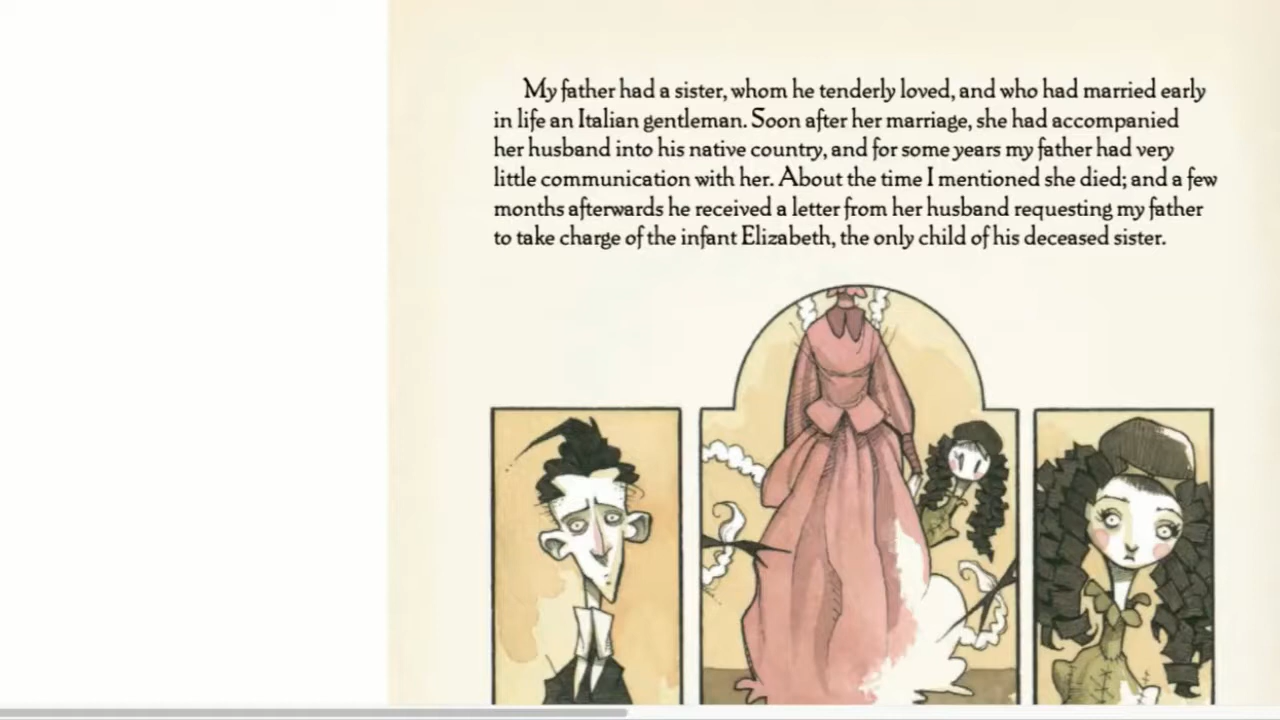 My father had a sister, whom he tenderly loved, and who had married early
in life an Italian gentleman. Soon after her marriage, she had accompanied
her husband into his native country, and for some years my father had very
little communication with her. About the time I mentioned she died; and a few
months afterwards he received a letter from her husband requesting my father
to take charge of the infant Elizabeth, the only child of his deceased sister.